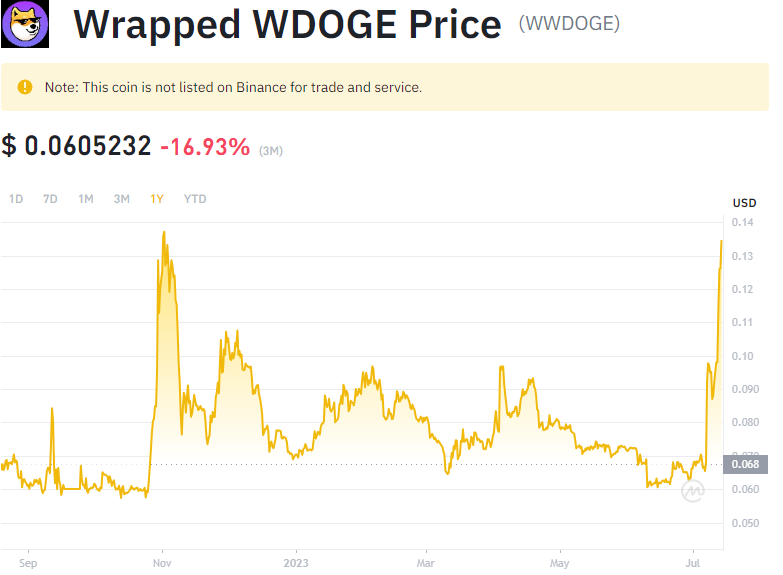 Wrapped WDOGE Price (WWDOGE)
Note: This coin is not listed on Binance for trade and service.
$ 0.0605232 -16.93% (3M)
1D 7D 1M 3M 1Y YTD
USD
0.14
0.13
0.12
0.11
0.10
0.090
0.080
0.070
0.068
0.060
0.050
Sep Nov 2023 Mar May Jul